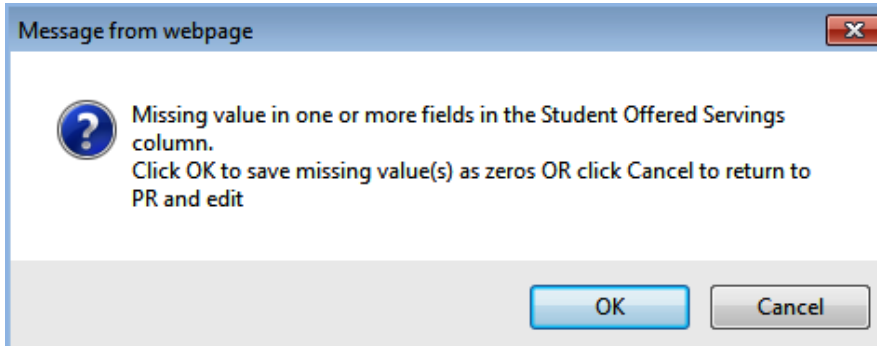 Message from webpage
Missing value in one or more fields in the Student Offered Servings
column.
Click OK to save missing value(s) as zeros OR click Cancel to return to
PR and edit
OK
Cancel